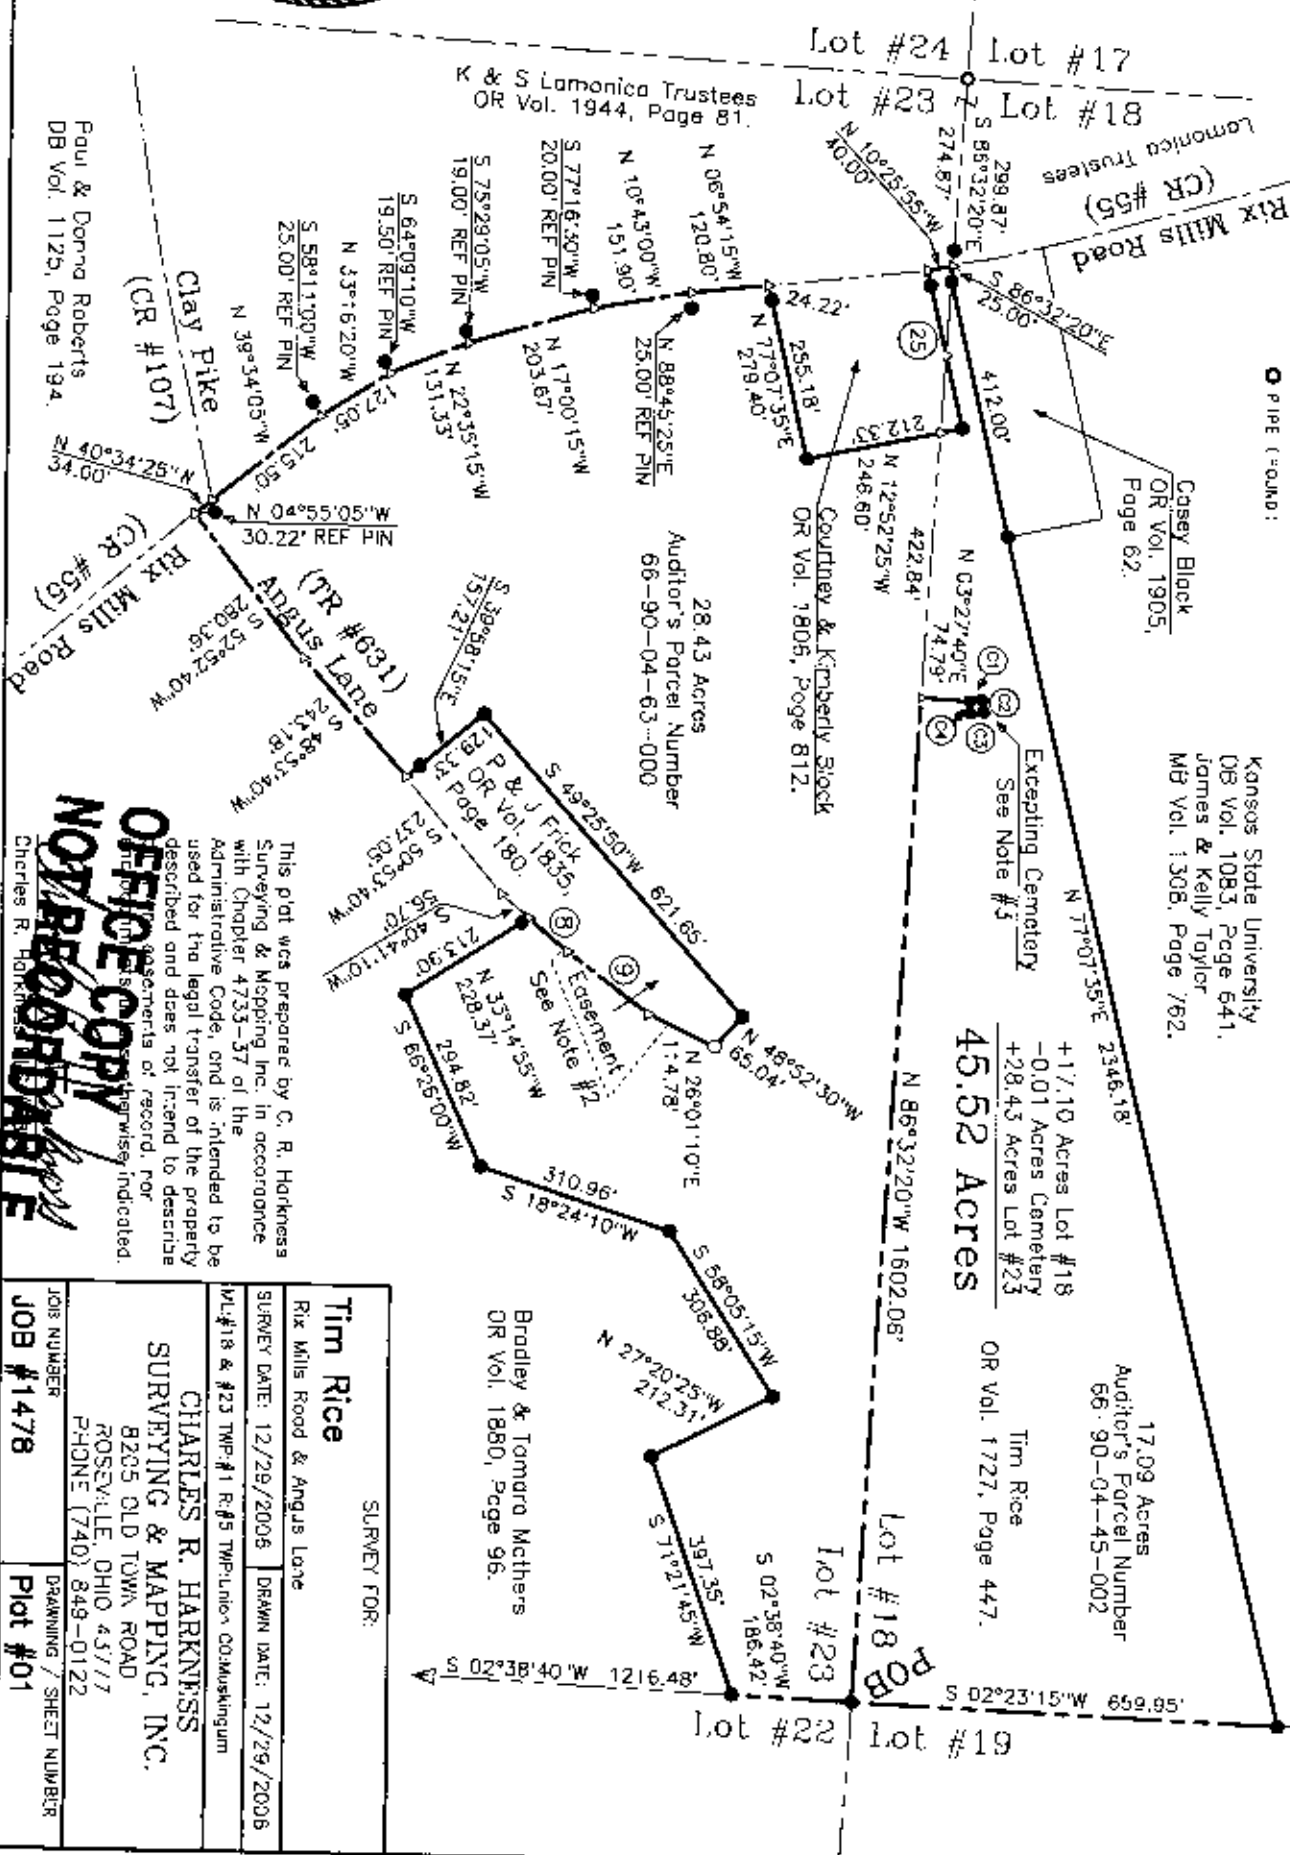 O PIPE (FOUND)
Lot #24
Lot #17
Lot #23
Lot #18
K & S Lamonica Trustees
OR Vol. 1944, Page 81.
Lamonica Trustees
(CR #55)
Rix Mills Road
299.87'
S 86°32'20"E
274.87'
N 10°25'55"W
40.00'
S 86°32'20"E
25.00'
N 06°54'15"W
120.80'
N 10°43'00"W
151.90'
S 77°16'30"W
20.00' REF PIN
S 75°29'05"W
19.00' REF PIN
S 64°09'10"W
19.50' REF PIN
N 33°16'20"W
127.05'
S 58°11'00"W
25.00' REF PIN
N 39°34'05"W
215.50'
Paul & Donna Roberts
DB Vol. 1125, Page 194.
Clay Pike
(CR #107)
N 40°34'25"W
34.00'
N 04°55'05"W
30.22' REF PIN
N 22°35'15"W
131.33'
N 17°00'15"W
203.67'
N 88°45'25"E
25.00' REF PIN
24.22'
255.18'
N 77°07'35"E
279.40'
25
412.00'
212.33'
N 12°52'25"W
246.60'
422.84'
N 03°27'40"E
74.79'
C1
C2
C3
C4
Casey Black
OR Vol. 1905,
Page 62.
Courtney & Kimberly Block
OR Vol. 1806, Page 812.
28.43 Acres
Auditor's Parcel Number
66-90-04-63-000
Excepting Cemetery
See Note #3
Kansas State University
DB Vol. 1083, Page 641.
James & Kelly Taylor
MB Vol. 1308, Page 762.
N 77°07'35"E 2346.18'
+17.10 Acres Lot #18
-0.01 Acres Cemetery
+28.43 Acres Lot #23
45.52 Acres
17.09 Acres
Auditor's Parcel Number
66-90-04-45-002
Tim Rice
OR Vol. 1727, Page 447.
N 86°32'20"W 1602.06'
(CR #55)
Rix Mills Road
(TR #631)
Angus Lane
S 52°52'40"W
280.36'
S 48°53'40"W
243.18'
S 39°58'15"E
157.21'
129.33'
P & J Frick
OR Vol. 1835,
Page 180.
S 49°25'50"W 621.65'
S 50°53'40"W
237.05'
S 40°41'10"W
56.70'
8
9
Easement
See Note #2
N 48°52'30"W
65.04'
N 26°01'10"E
114.78'
213.90'
N 33°14'55"W
228.37'
294.82'
S 66°26'00"W
310.96'
S 18°24'10"W
S 58°05'15"W
306.88'
N 27°20'25"W
212.31'
397.35'
S 71°21'45"W
Bradley & Tamara Mathers
OR Vol. 1880, Page 96.
S 02°38'40"W
186.42'
S 02°38'40"W 1216.48'
S 02°23'15"W 659.95'
POB
Lot #18
Lot #23
Lot #22
Lot #19
This plat was prepared by C. R. Harkness
Surveying & Mapping Inc. in accordance
with Chapter 4733-37 of the
Administrative Code, and is intended to be
used for the legal transfer of the property
described and does not intend to describe
easements of record, nor
otherwise indicated.
Charles R. Harkness
OFFICE COPY
NOT RECORDABLE
SURVEY FOR:
Tim Rice
Rix Mills Road & Angus Lane
SURVEY DATE: 12/29/2006
DRAWN DATE: 12/29/2006
ML:#18 & #23 TWP:#1 R:#5 TWP:Union CO:Muskingum
CHARLES R. HARKNESS
SURVEYING & MAPPING, INC.
8205 OLD TOWN ROAD
ROSEVILLE, OHIO 43777
PHONE (740) 849-0122
JOB NUMBER
JOB #1478
DRAWING / SHEET NUMBER
Plat #01